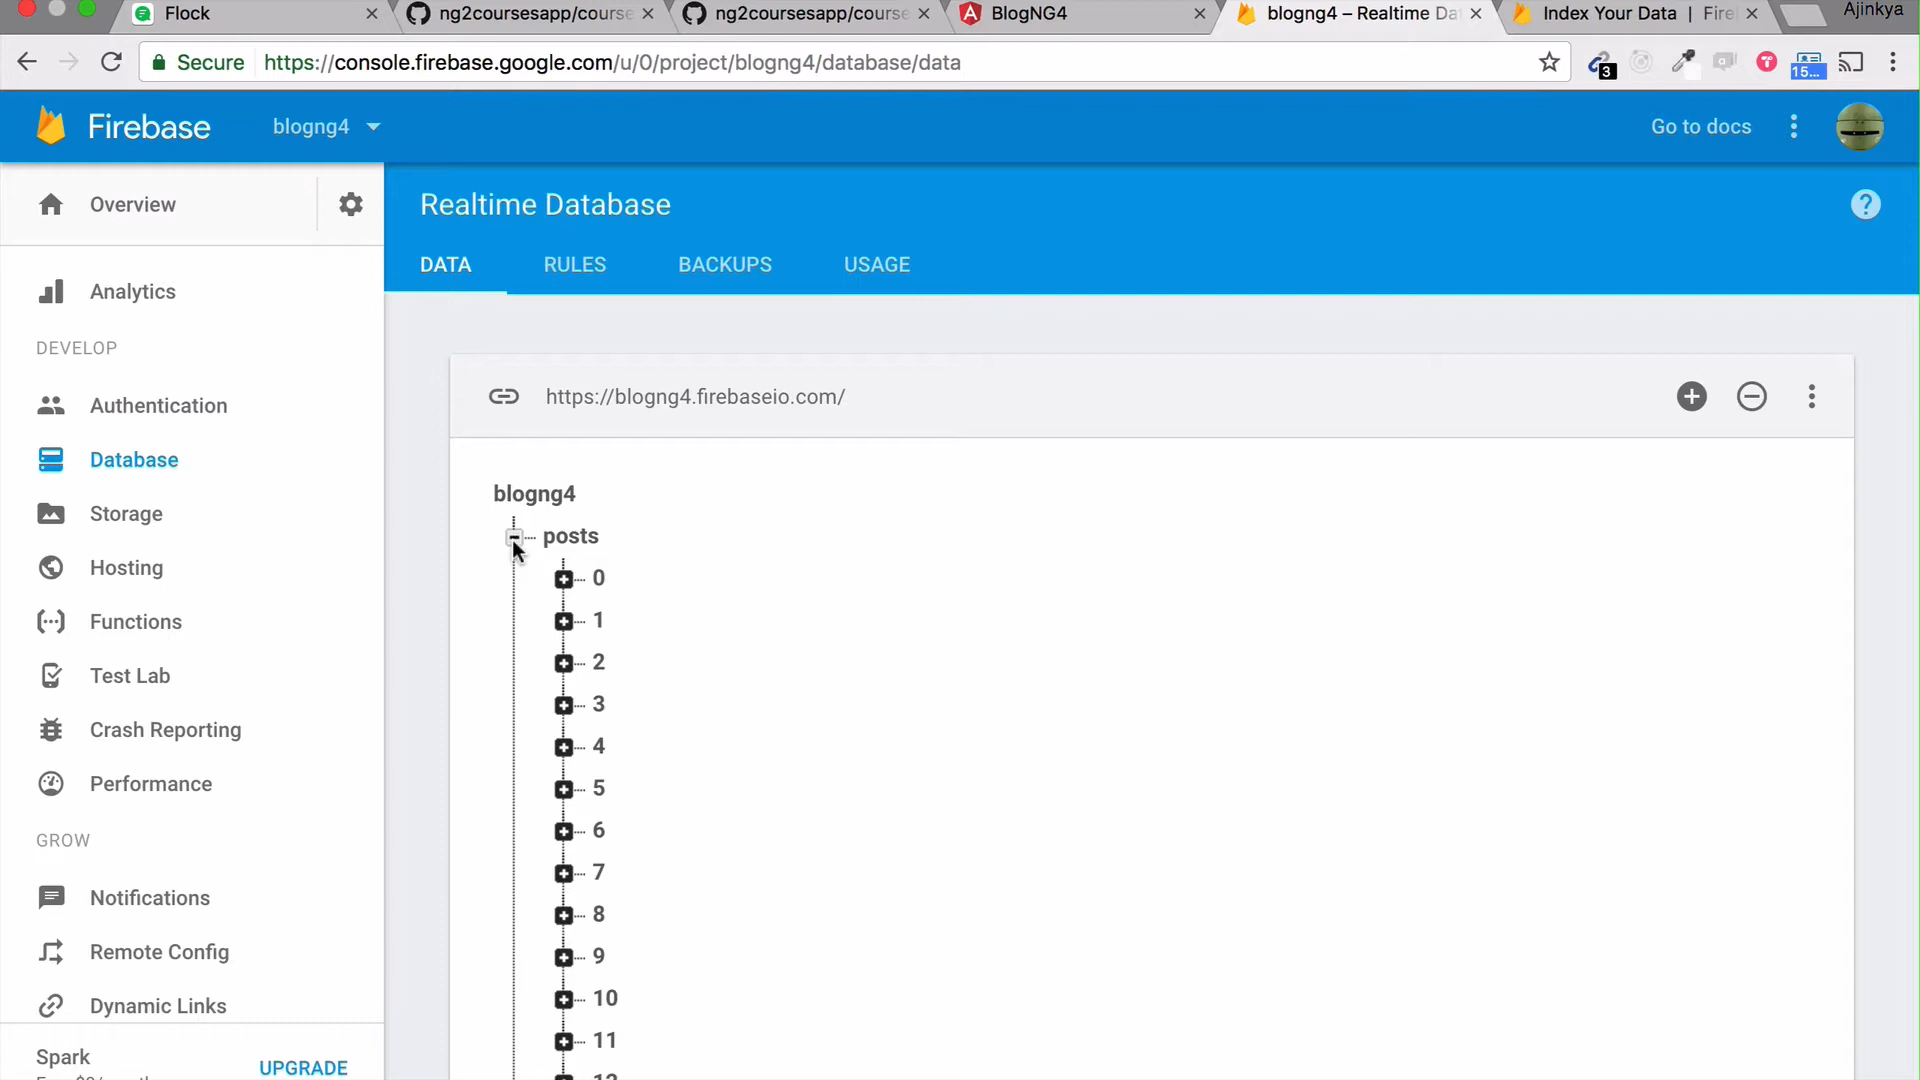 Flock
ng2coursesapp/course
ng2coursesapp/course
BlogNG4
blogng4 – Realtime Dat
Index Your Data | Fire
Ajinkya
Secure https://console.firebase.google.com/u/0/project/blogng4/database/data
3
15...
Firebase
blogng4
Go to docs
Overview
Analytics
DEVELOP
Authentication
Database
Storage
Hosting
Functions
Test Lab
Crash Reporting
Performance
GROW
Notifications
Remote Config
Dynamic Links
Spark
UPGRADE
Realtime Database
DATA
RULES
BACKUPS
USAGE
https://blogng4.firebaseio.com/
blogng4
posts
0
1
2
3
4
5
6
7
8
9
10
11
12